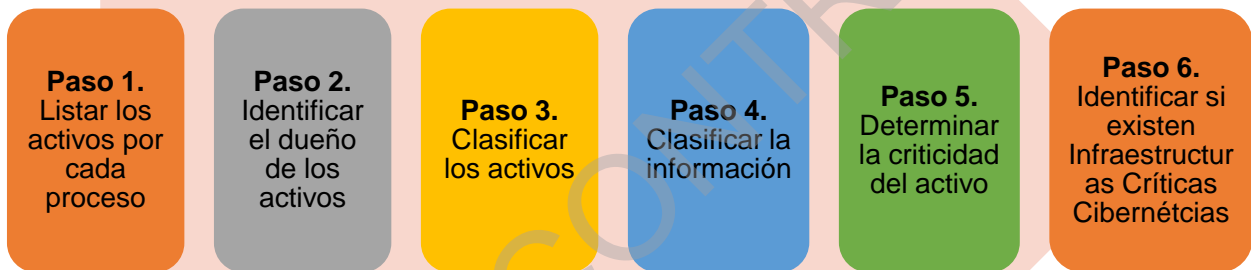 Paso 1.
Listar los
activos por
cada
proceso
Paso 2.
Identificar
el dueño
de los
activos
Paso 3.
Clasificar
los activos
Paso 4.
Clasificar la
información
Paso 5.
Determinar
la criticidad
del activo
Paso 6.
Identificar si
existen
Infraestructur
as Críticas
Cibernétcias